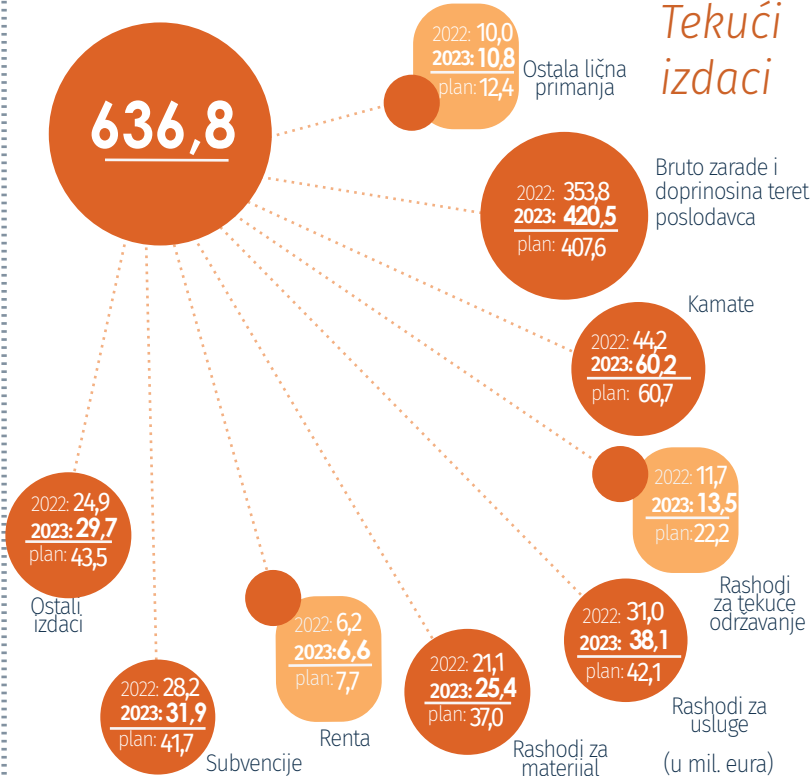 Tekući
izdaci
636,8
2022: 10,0
2023: 10,8
plan: 12,4
Ostala lična
primanja
2022: 353,8
2023: 420,5
plan: 407,6
Bruto zarade i
doprinosina teret
poslodavca
Kamate
2022: 44,2
2023: 60,2
plan: 60,7
2022: 11,7
2023: 13,5
plan: 22,2
Rashodi
za tekuće
održavanje
2022: 31,0
2023: 38,1
plan: 42,1
Rashodi za
usluge
2022: 21,1
2023: 25,4
plan: 37,0
Rashodi za
materijal
2022: 6,2
2023: 6,6
plan: 7,7
Renta
2022: 28,2
2023: 31,9
plan: 41,7
Subvencije
2022: 24,9
2023: 29,7
plan: 43,5
Ostali
izdaci
(u mil. eura)